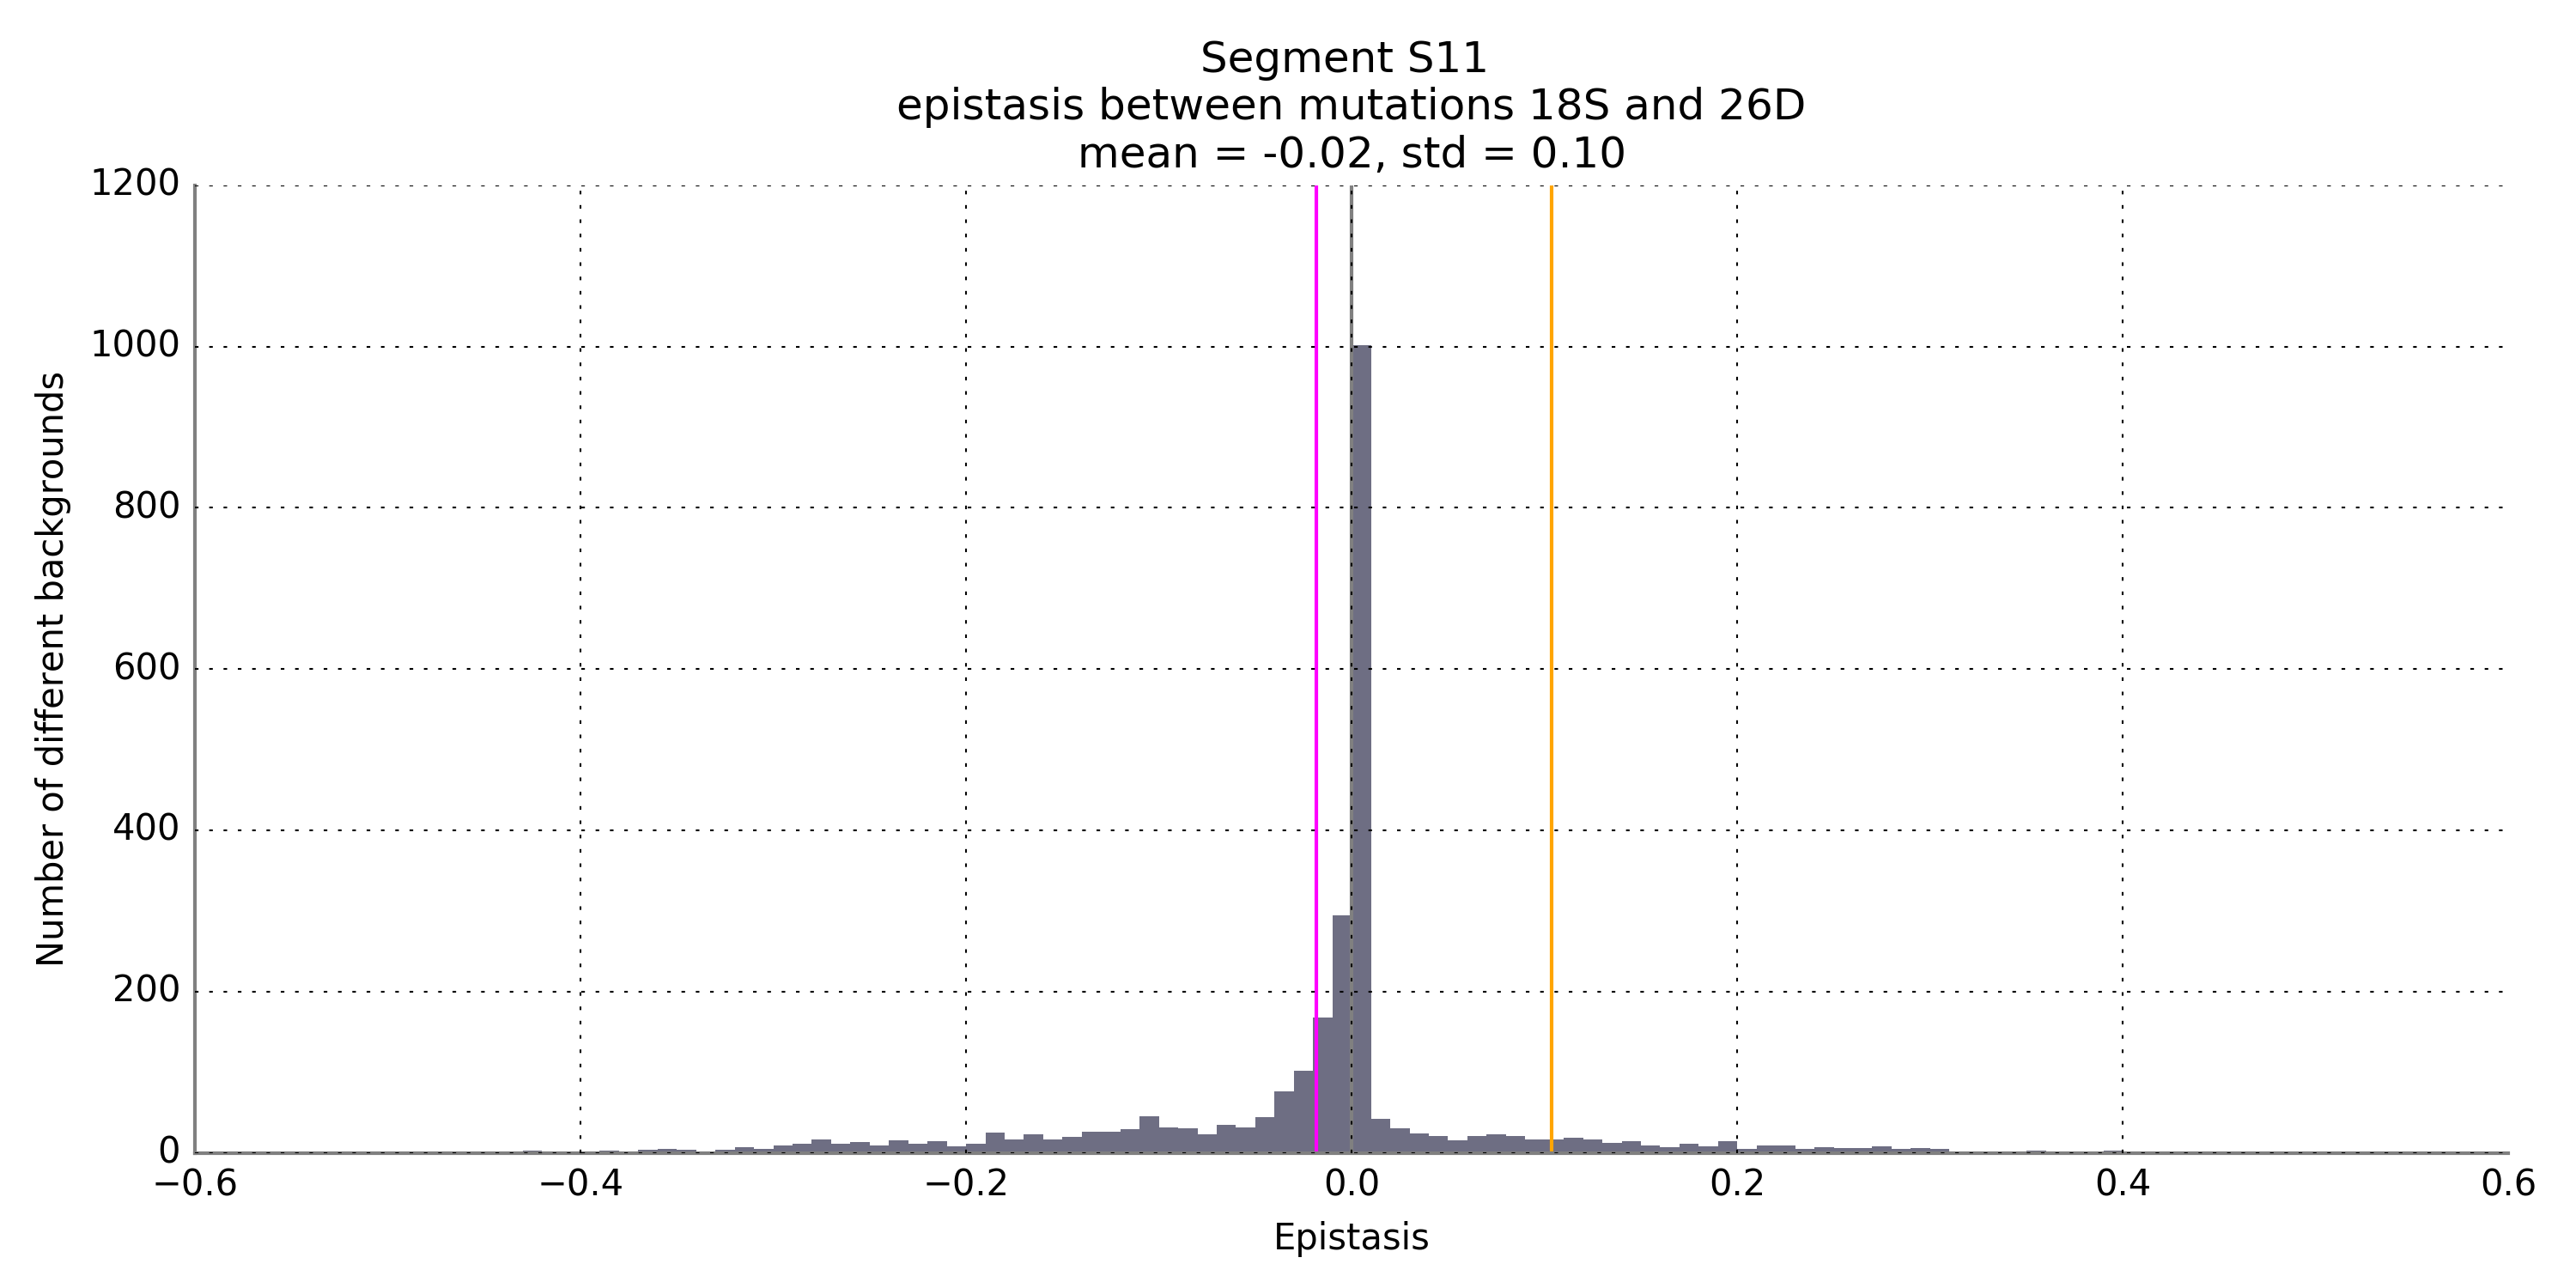 Segment S11
epistasis between mutations 18S and 26D
mean = -0.02, std = 0.10
1200
1000
800
600
400
200
0
Number of different backgrounds
−0.6 −0.4 −0.2 0.0 0.2 0.4 0.6
Epistasis